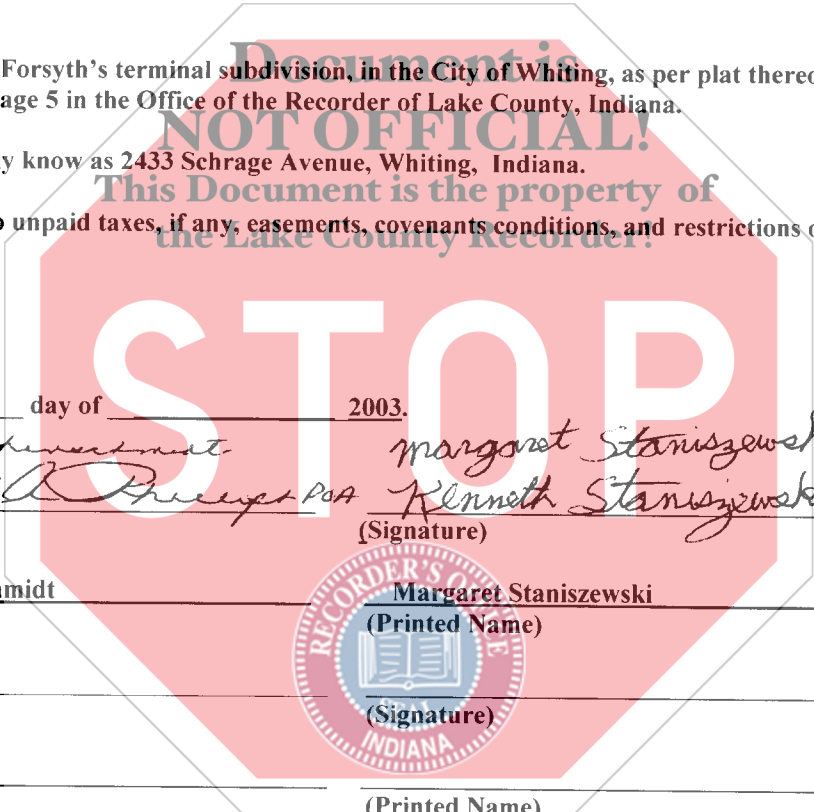 Document is
Forsyth's terminal subdivision, in the City of Whiting, as per plat thereo
age 5 in the Office of the Recorder of Lake County, Indiana.
NOT OFFICIAL!
y know as 2433 Schrage Avenue, Whiting, Indiana.
This Document is the property of
o unpaid taxes, if any, easements, covenants conditions, and restrictions o
the Lake County Recorder!
STOP
day of 2003.
Margaret Staniszewsk
POA Kenneth Staniszewsk
(Signature)
RECORDER'S OFFICE
midt Margaret Staniszewski
(Printed Name)
SEAL
(Signature)
INDIANA
(Printed Name)